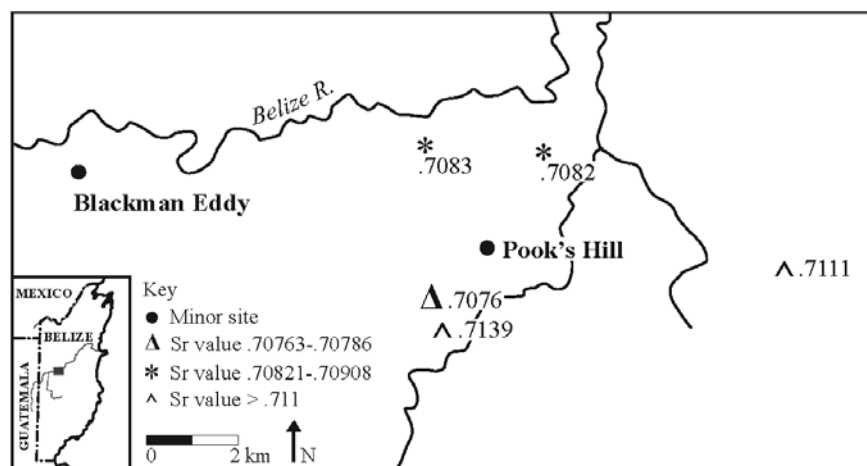 Belize R.
.7083
.7082
Blackman Eddy
Pook's Hill
.7111
.7076
.7139
MEXICO
BELIZE
GUATEMALA
Key
Minor site
Sr value .70763-.70786
Sr value .70821-.70908
Sr value > .711
0 2 km
N